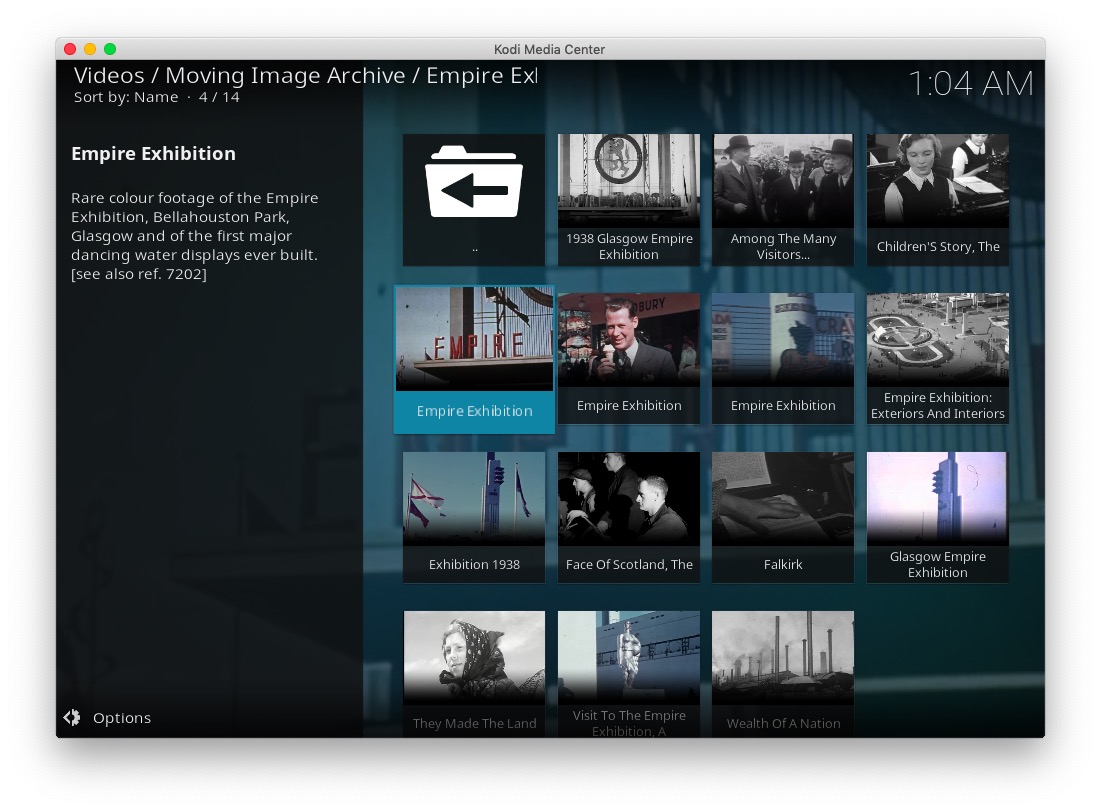 Kodi Media Center
Videos / Moving Image Archive / Empire Ex
1:04 AM
Sort by: Name · 4 / 14
Empire Exhibition
Rare colour footage of the Empire
Exhibition, Bellahouston Park,
Glasgow and of the first major
dancing water displays ever built.
[see also ref. 7202]
..
1938 Glasgow Empire
Exhibition
Among The Many
Visitors...
Children'S Story, The
EMPIRE
Empire Exhibition
DBURY
Empire Exhibition
DA
CRA
Empire Exhibition
Empire Exhibition:
Exteriors And Interiors
Exhibition 1938
Face Of Scotland, The
Falkirk
Glasgow Empire
Exhibition
They Made The Land
Visit To The Empire
Exhibition, A
Wealth Of A Nation
Options